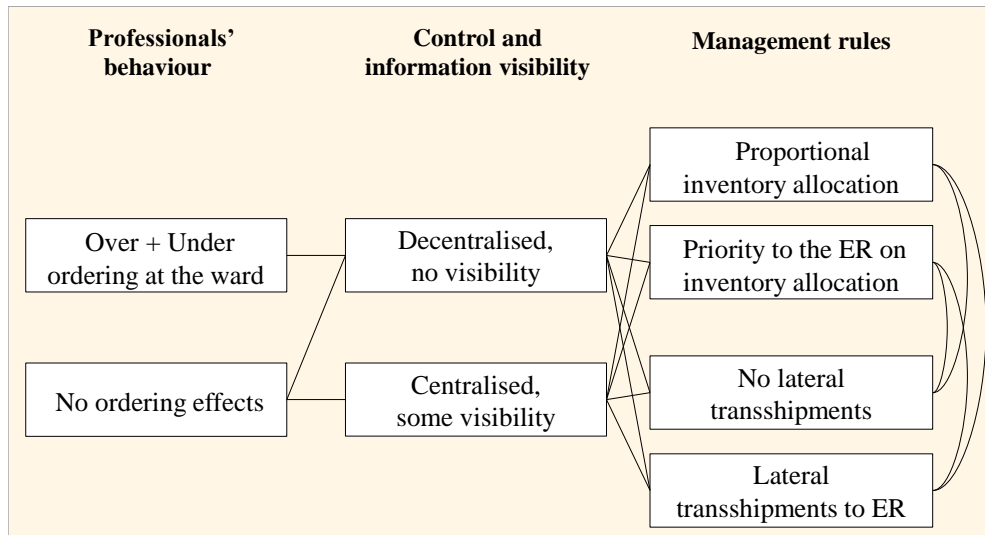 Professionals’
behaviour
Control and
information visibility
Management rules
Over + Under
ordering at the ward
No ordering effects
Decentralised,
no visibility
Centralised,
some visibility
Proportional
inventory allocation
Priority to the ER on
inventory allocation
No lateral
transshipments
Lateral
transshipments to ER